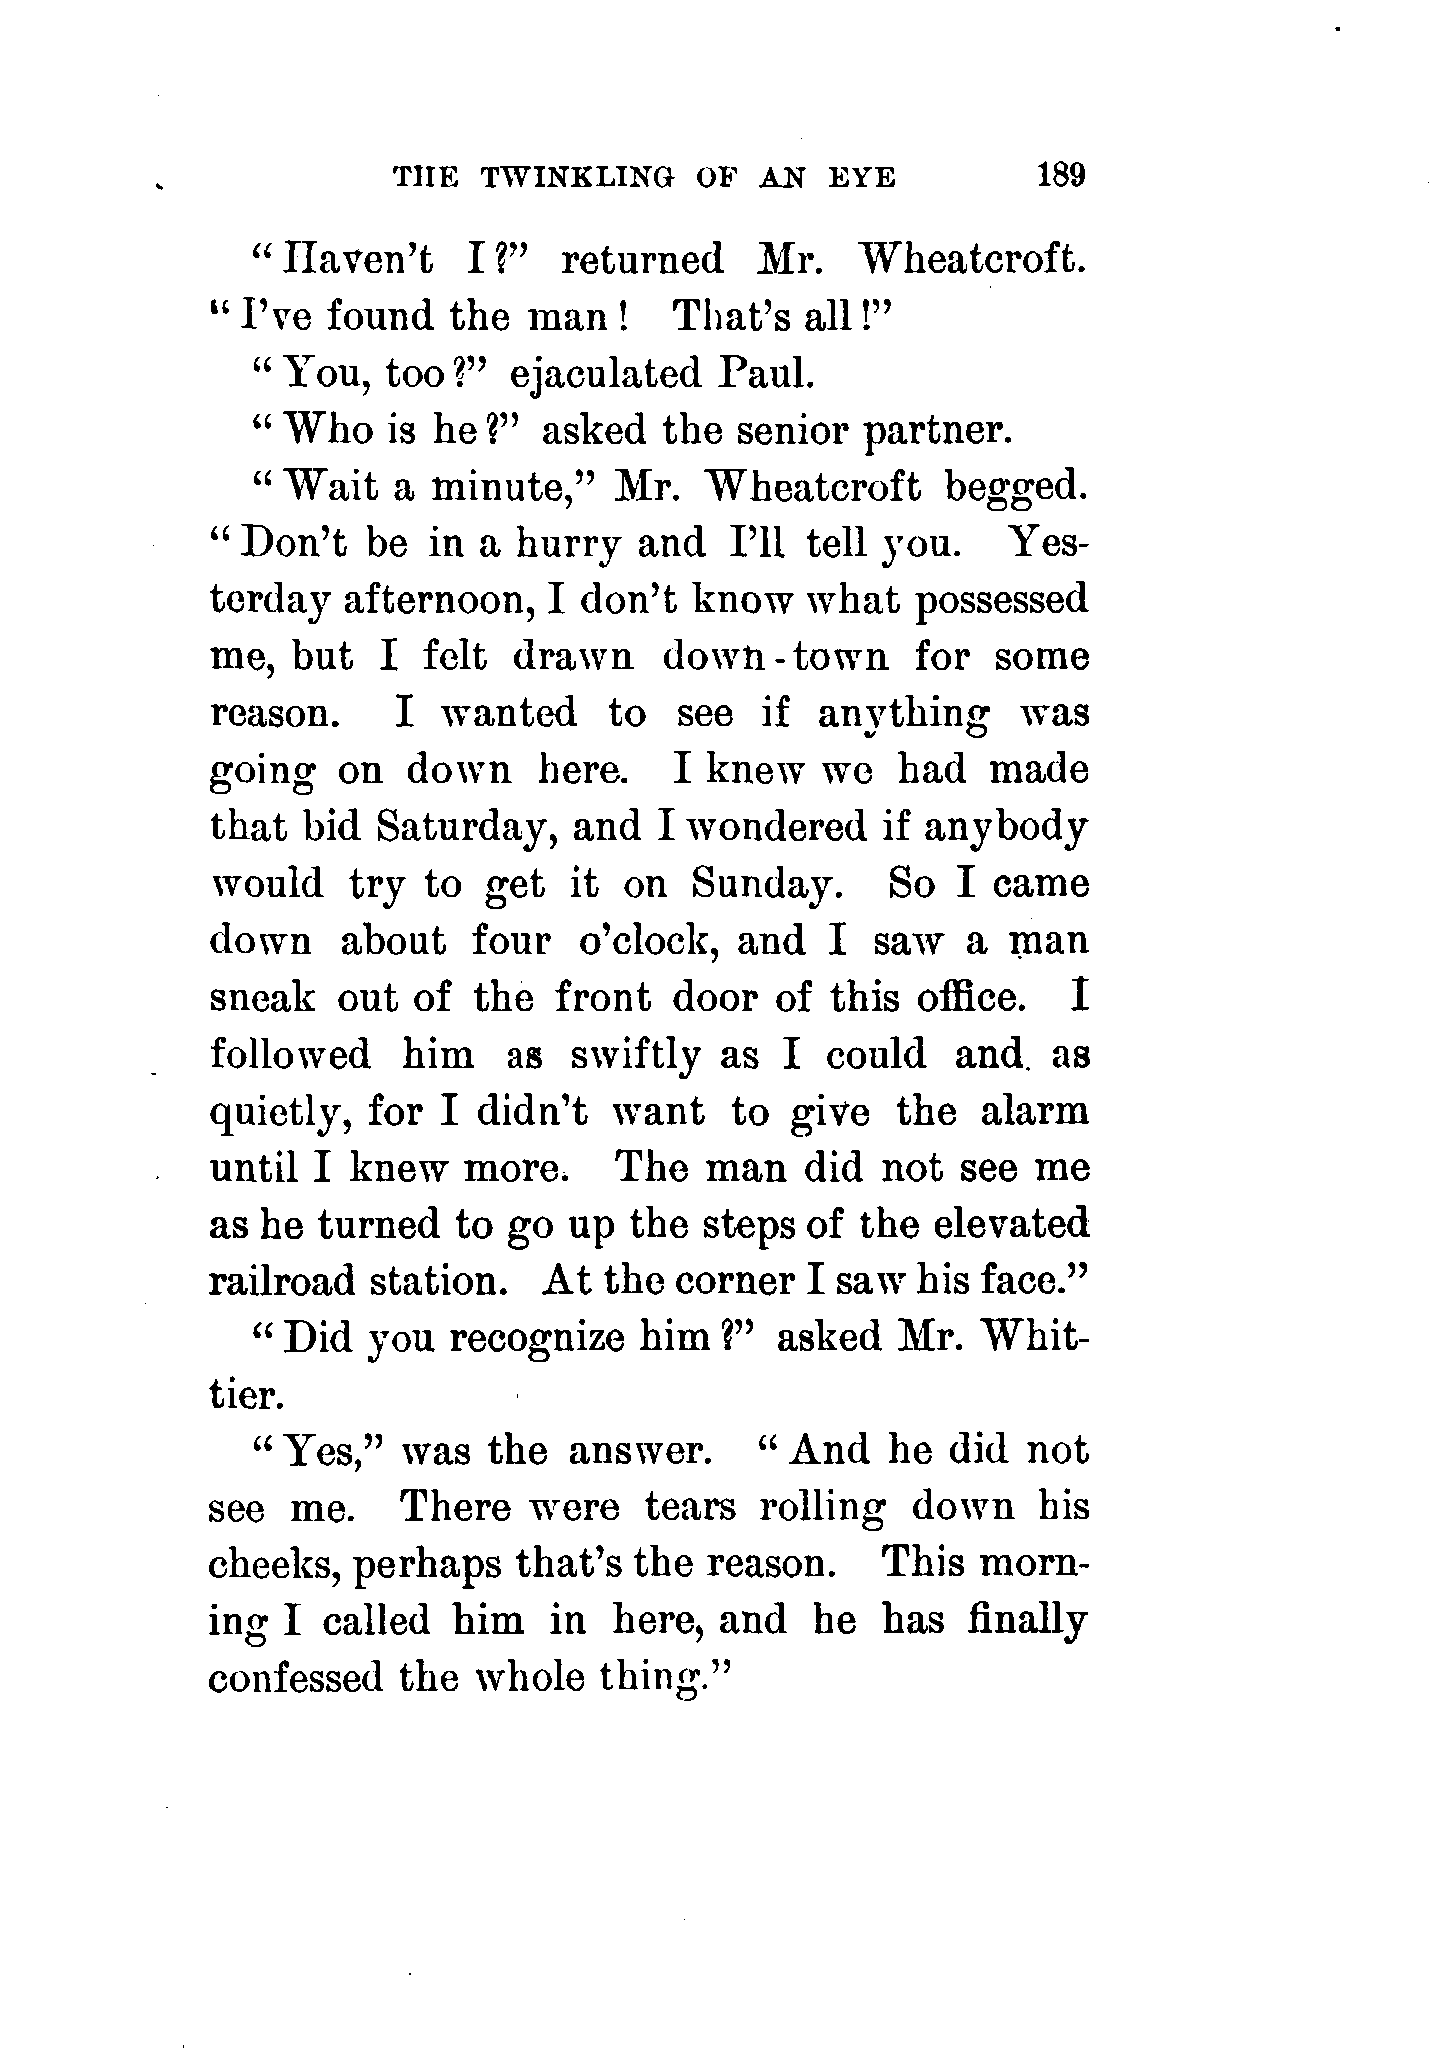 THE TWINKLING OF AN EYE 189
"Haven't I?" returned Mr. Wheatcroft.
"I've found the man! That's all!"
"You, too?" ejaculated Paul.
"Who is he?" asked the senior partner.
"Wait a minute," Mr. Wheatcroft begged.
"Don't be in a hurry and I'll tell you. Yes-
terday afternoon, I don't know what possessed
me, but I felt drawn down-town for some
reason. I wanted to see if anything was
going on down here. I knew we had made
that bid Saturday, and I wondered if anybody
would try to get it on Sunday. So I came
down about four o'clock, and I saw a man
sneak out of the front door of this office. I
followed him as swiftly as I could and as
quietly, for I didn't want to give the alarm
until I knew more. The man did not see me
as he turned to go up the steps of the elevated
railroad station. At the corner I saw his face."
"Did you recognize him?" asked Mr. Whit-
tier.
"Yes," was the answer. "And he did not
see me. There were tears rolling down his
cheeks, perhaps that's the reason. This morn-
ing I called him in here, and he has finally
confessed the whole thing."